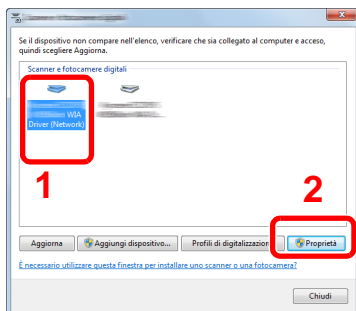 Se il dispositivo non compare nell'elenco, verificare che sia collegato al computer e acceso,
quindi scegliere Aggiorna.
Scanner e fotocamere digitali
WIA
Driver (Network)
1
2
Aggiorna
Aggiungi dispositivo...
Profili di digitalizzazion
Proprietà
È necessario utilizzare questa finestra per installare uno scanner o una fotocamera?
Chiudi